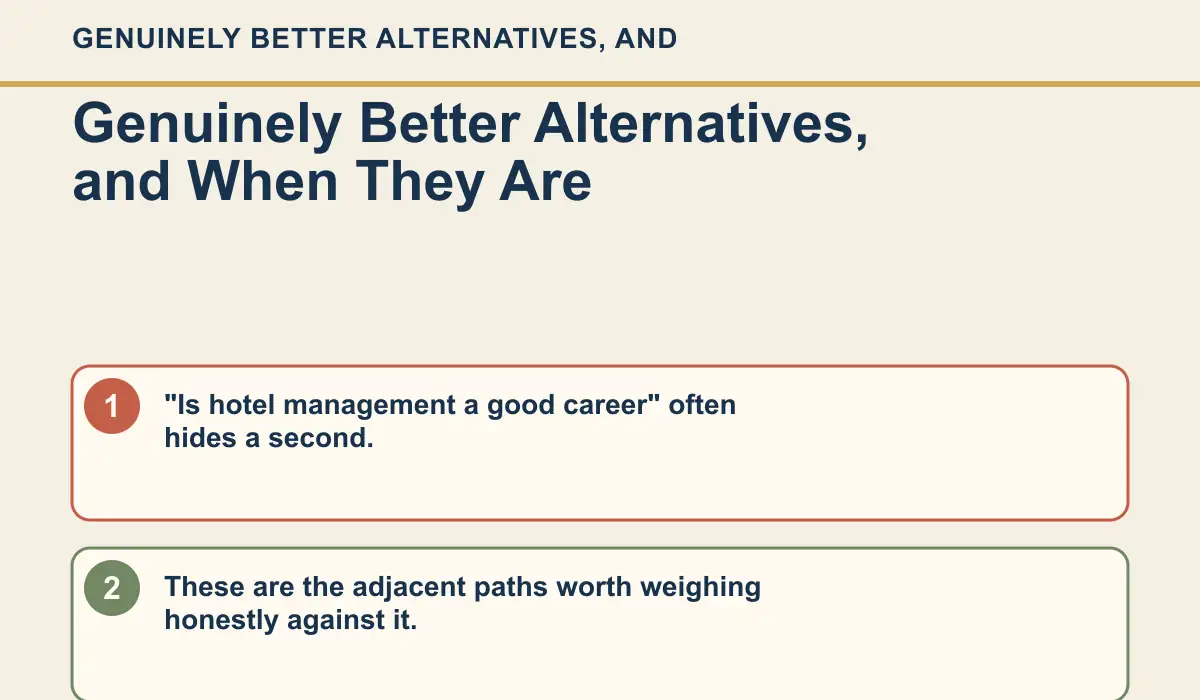 GENUINELY BETTER ALTERNATIVES, AND
Genuinely Better Alternatives,
and When They Are
1
"Is hotel management a good career" often
hides a second.
2
These are the adjacent paths worth weighing
honestly against it.